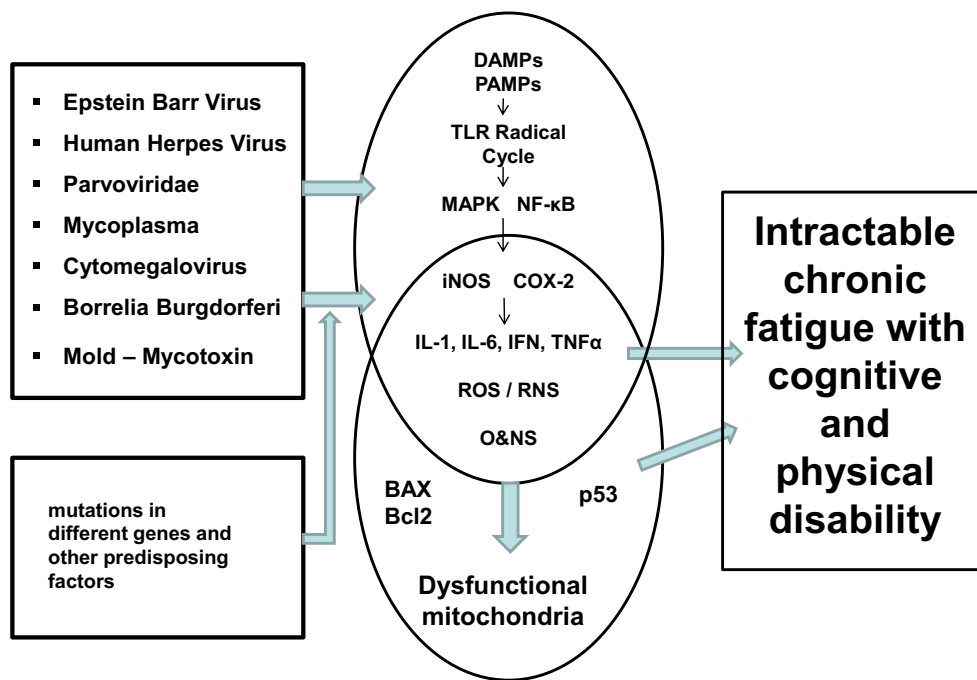 ▪ Epstein Barr Virus
▪ Human Herpes Virus
▪ Parvoviridae
▪ Mycoplasma
▪ Cytomegalovirus
▪ Borrelia Burgdorferi
▪ Mold – Mycotoxin
mutations in
different genes and
other predisposing
factors
DAMPs
PAMPs
TLR Radical
Cycle
MAPK NF-κB
iNOS COX-2
IL-1, IL-6, IFN, TNFα
ROS / RNS
O&NS
BAX
Bcl2
p53
Dysfunctional
mitochondria
Intractable
chronic
fatigue with
cognitive
and
physical
disability